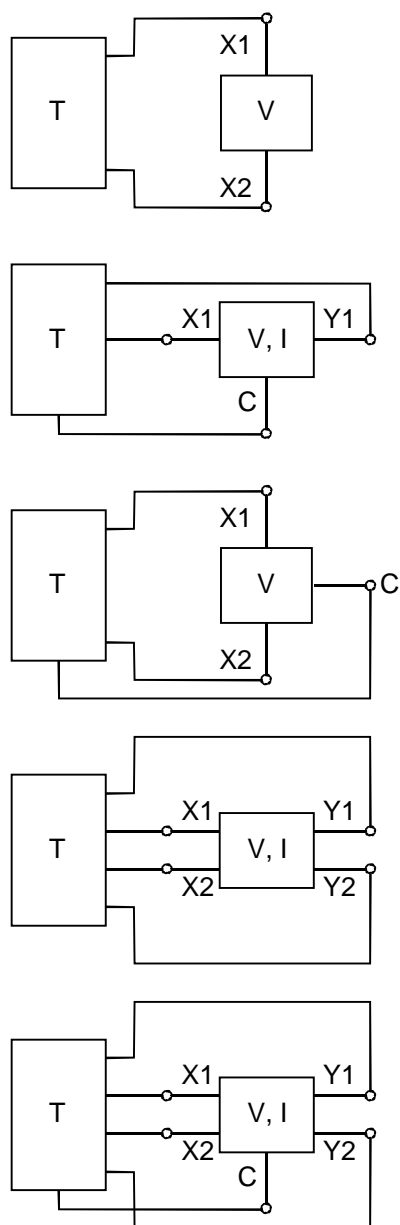 X1
T V
X2
X1 Y1
T V, I
C
X1
T V C
X2
X1 Y1
T V, I
X2 Y2
X1 Y1
T V, I
X2 Y2
C